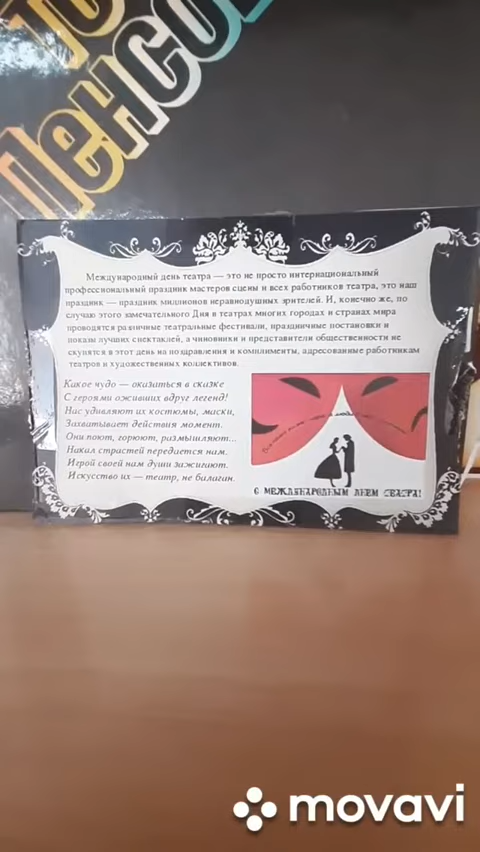 Пенсо
Международный день театра — это не просто интернациональный
профессиональный праздник мастеров сцены и всех работников театра, это наш
праздник — праздник миллионов неравнодушных зрителей. И, конечно же, по
случаю этого замечательного Дня в театрах многих городах и странах мира
проводятся различные театральные фестивали, праздничные постановки и
показы лучших спектаклей, а чиновники и представители общественности не
скупятся в этот день на поздравления и комплименты, адресованные работникам
театров и художественных коллективов.
Какое чудо — оказаться в сказке
С героями оживших вдруг легенд!
Нас удивляют их костюмы, маски,
Захватывает действия момент.
Они поют, горюют, размышляют...
Накал страстей передается нам.
Игрой своей нам души зажигают.
Искусство их — театр, не балаган.
С МЕЖДУНАРОДНЫМ ДНЕМ ТЕАТРА!
movavi